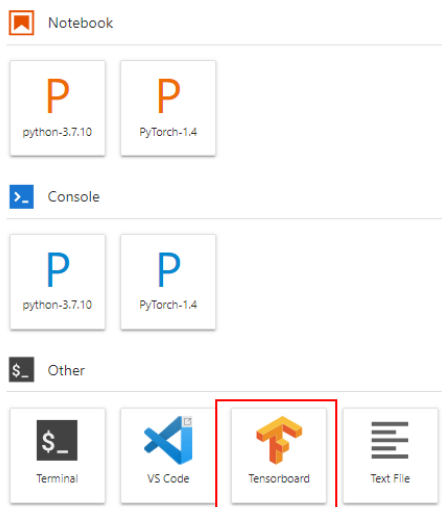 Notebook
P P
python-3.7.10 PyTorch-1.4
>_ Console
P P
python-3.7.10 PyTorch-1.4
$_ Other
$_
Terminal VS Code Tensorboard Text File